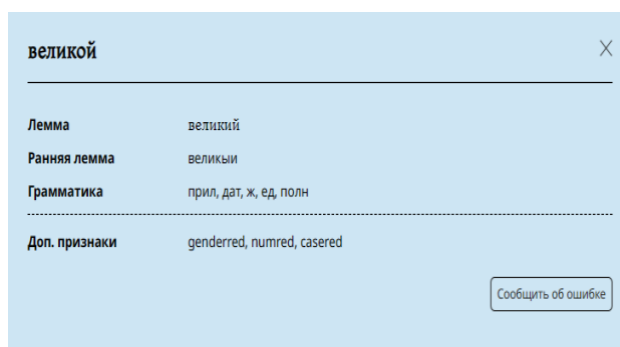 великой X
Лемма великий
Ранняя лемма великыи
Грамматика прил, дат, ж, ед, полн
Доп. признаки genderred, numred, casered
Сообщить об ошибке